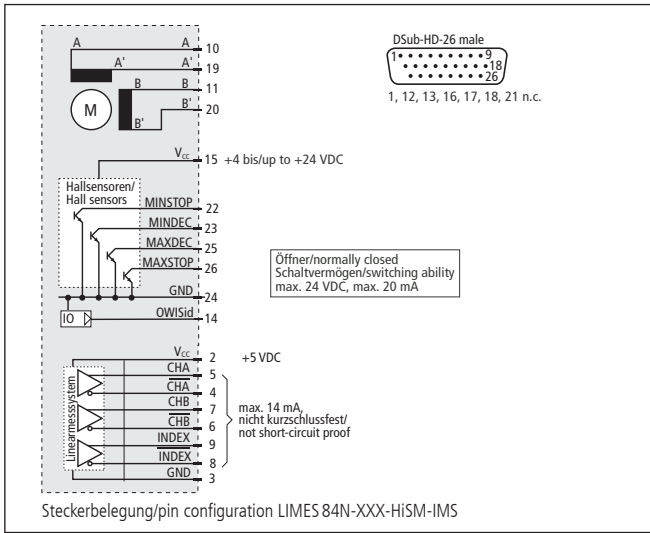 A A 10
A' A' 19
B B 11
B' B' 20
M
DSub-HD-26 male
1 9
18
26
1, 12, 13, 16, 17, 18, 21 n.c.
Vcc 15 +4 bis/up to +24 VDC
Hallsensoren/
Hall sensors
MINSTOP 22
MINDEC 23
MAXDEC 25
MAXSTOP 26
GND 24
IO OWISid 14
Öffner/normally closed
Schaltvermögen/switching ability
max. 24 VDC, max. 20 mA
Linearmesssystem
Vcc 2 +5 VDC
CHA 5
C̅H̅A̅ 4
CHB 7
C̅H̅B̅ 6
INDEX 9
I̅N̅D̅E̅X̅ 8
GND 3
max. 14 mA,
nicht kurzschlussfest/
not short-circuit proof
Steckerbelegung/pin configuration LIMES 84N-XXX-HiSM-IMS